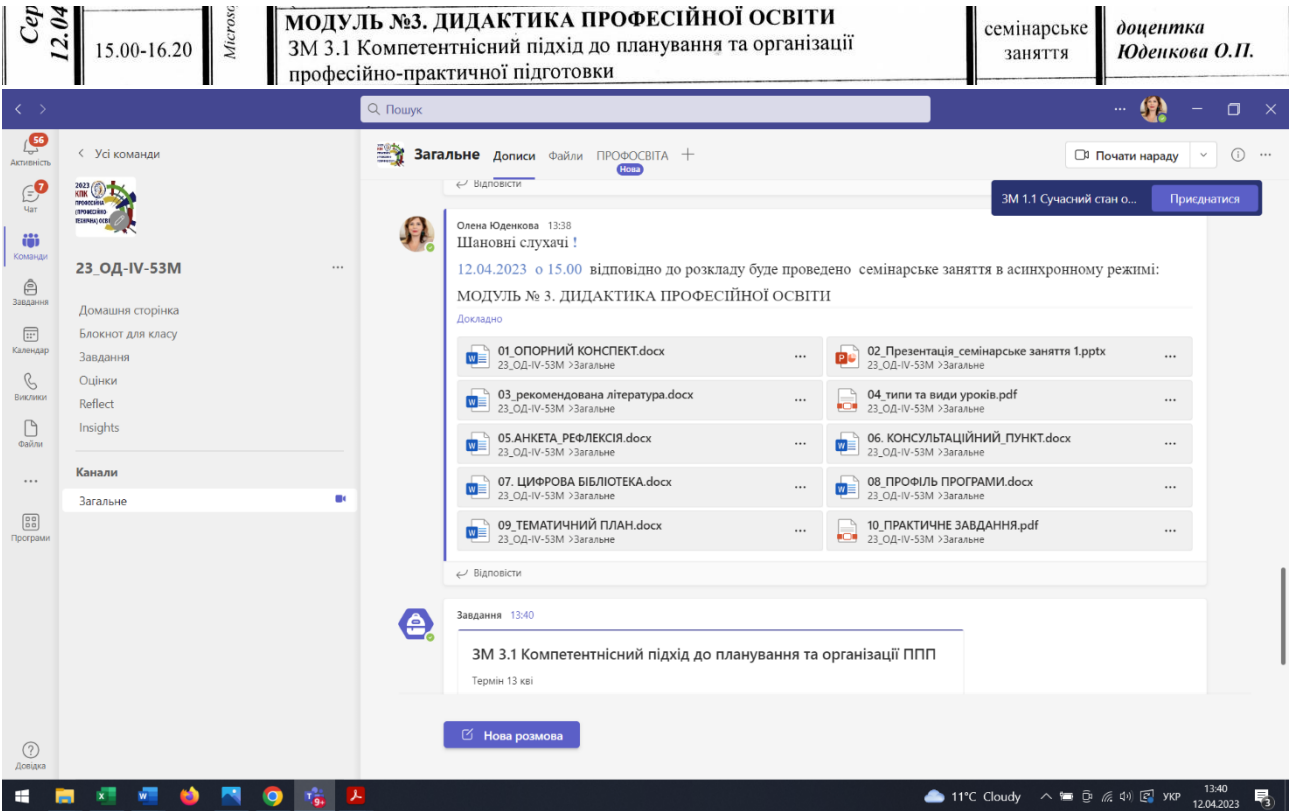 Сер
12.04
15.00-16.20
Microso
МОДУЛЬ №3. ДИДАКТИКА ПРОФЕСІЙНОЇ ОСВІТИ
ЗМ 3.1 Компетентнісний підхід до планування та організації
професійно-практичної підготовки
семінарське
заняття
доцентка
Юденкова О.П.
Пошук
56
Активність
7
Чат
Команди
Завдання
Календар
Виклики
Файли
Програми
Довідка
Усі команди
2023
КПК
23_ОД-IV-53М
Домашня сторінка
Блокнот для класу
Завдання
Оцінки
Reflect
Insights
Канали
Загальне
Загальне Дописи Файли ПРОФОСВІТА
Нова
Почати нараду
ЗМ 1.1 Сучасний стан о... Приєднатися
Відповісти
Олена Юденкова 13:38
Шановні слухачі !
12.04.2023 о 15.00 відповідно до розкладу буде проведено семінарське заняття в асинхронному режимі:
МОДУЛЬ № 3. ДИДАКТИКА ПРОФЕСІЙНОЇ ОСВІТИ
Докладно
01_ОПОРНИЙ КОНСПЕКТ.docx
23_ОД-IV-53М >Загальне
02_Презентація_семінарське заняття 1.pptx
23_ОД-IV-53М >Загальне
03_рекомендована література.docx
23_ОД-IV-53М >Загальне
04_типи та види уроків.pdf
23_ОД-IV-53М >Загальне
05.АНКЕТА_РЕФЛЕКСІЯ.docx
23_ОД-IV-53М >Загальне
06. КОНСУЛЬТАЦІЙНИЙ_ПУНКТ.docx
23_ОД-IV-53М >Загальне
07. ЦИФРОВА БІБЛІОТЕКА.docx
23_ОД-IV-53М >Загальне
08_ПРОФІЛЬ ПРОГРАМИ.docx
23_ОД-IV-53М >Загальне
09_ТЕМАТИЧНИЙ ПЛАН.docx
23_ОД-IV-53М >Загальне
10_ПРАКТИЧНЕ ЗАВДАННЯ.pdf
23_ОД-IV-53М >Загальне
Відповісти
Завдання 13:40
ЗМ 3.1 Компетентнісний підхід до планування та організації ППП
Термін 13 кві
Нова розмова
9+
11°C Cloudy
УКР
13:40
12.04.2023
3